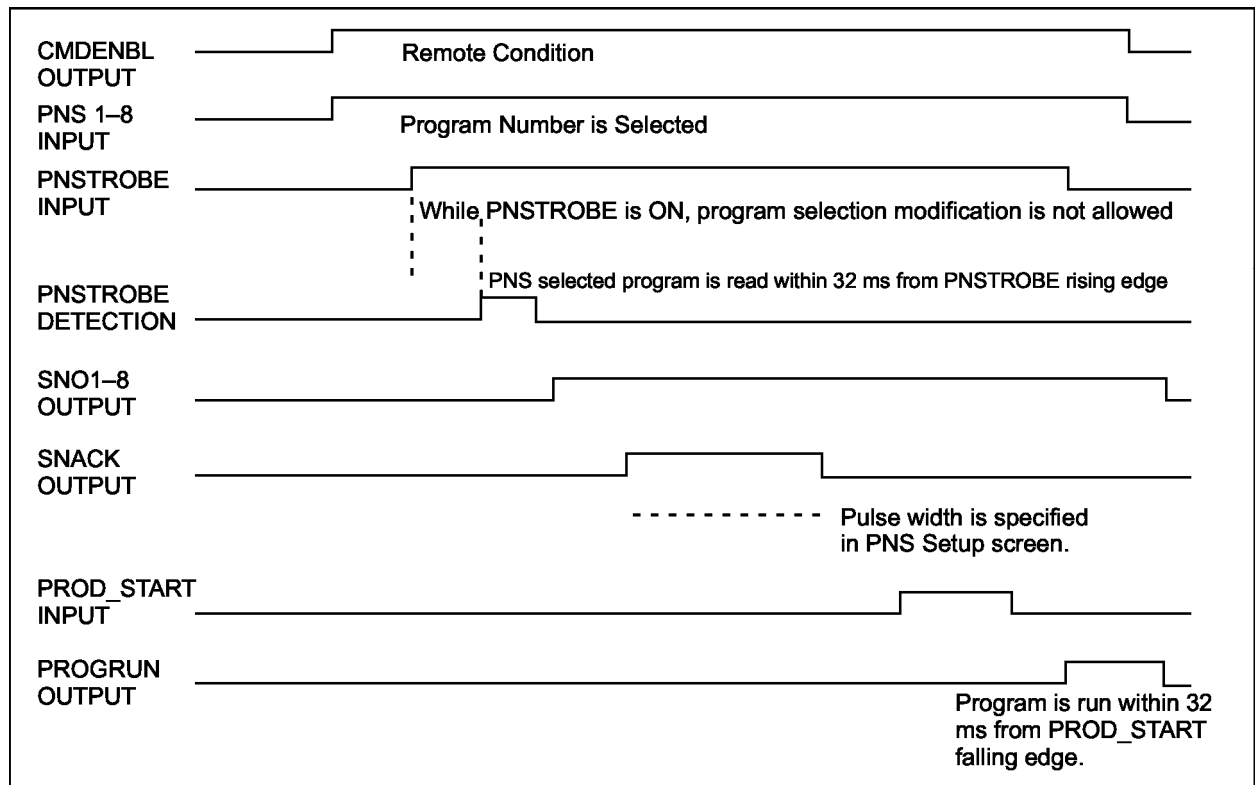 CMDENBL
OUTPUT
Remote Condition
PNS 1–8
INPUT
Program Number is Selected
PNSTROBE
INPUT
While PNSTROBE is ON, program selection modification is not allowed
PNS selected program is read within 32 ms from PNSTROBE rising edge
PNSTROBE
DETECTION
SNO1–8
OUTPUT
SNACK
OUTPUT
Pulse width is specified
in PNS Setup screen.
PROD_START
INPUT
PROGRUN
OUTPUT
Program is run within 32
ms from PROD_START
falling edge.